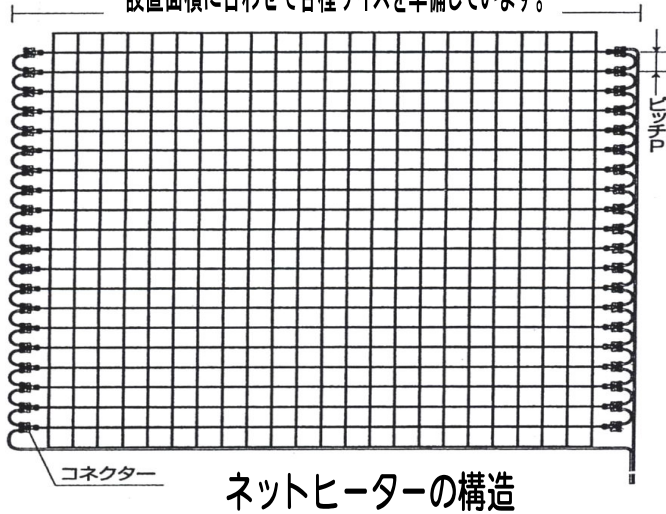 設置面積に合わせて各種サイズを準備しています。
ピッチP
コネクター
ネットヒーターの構造